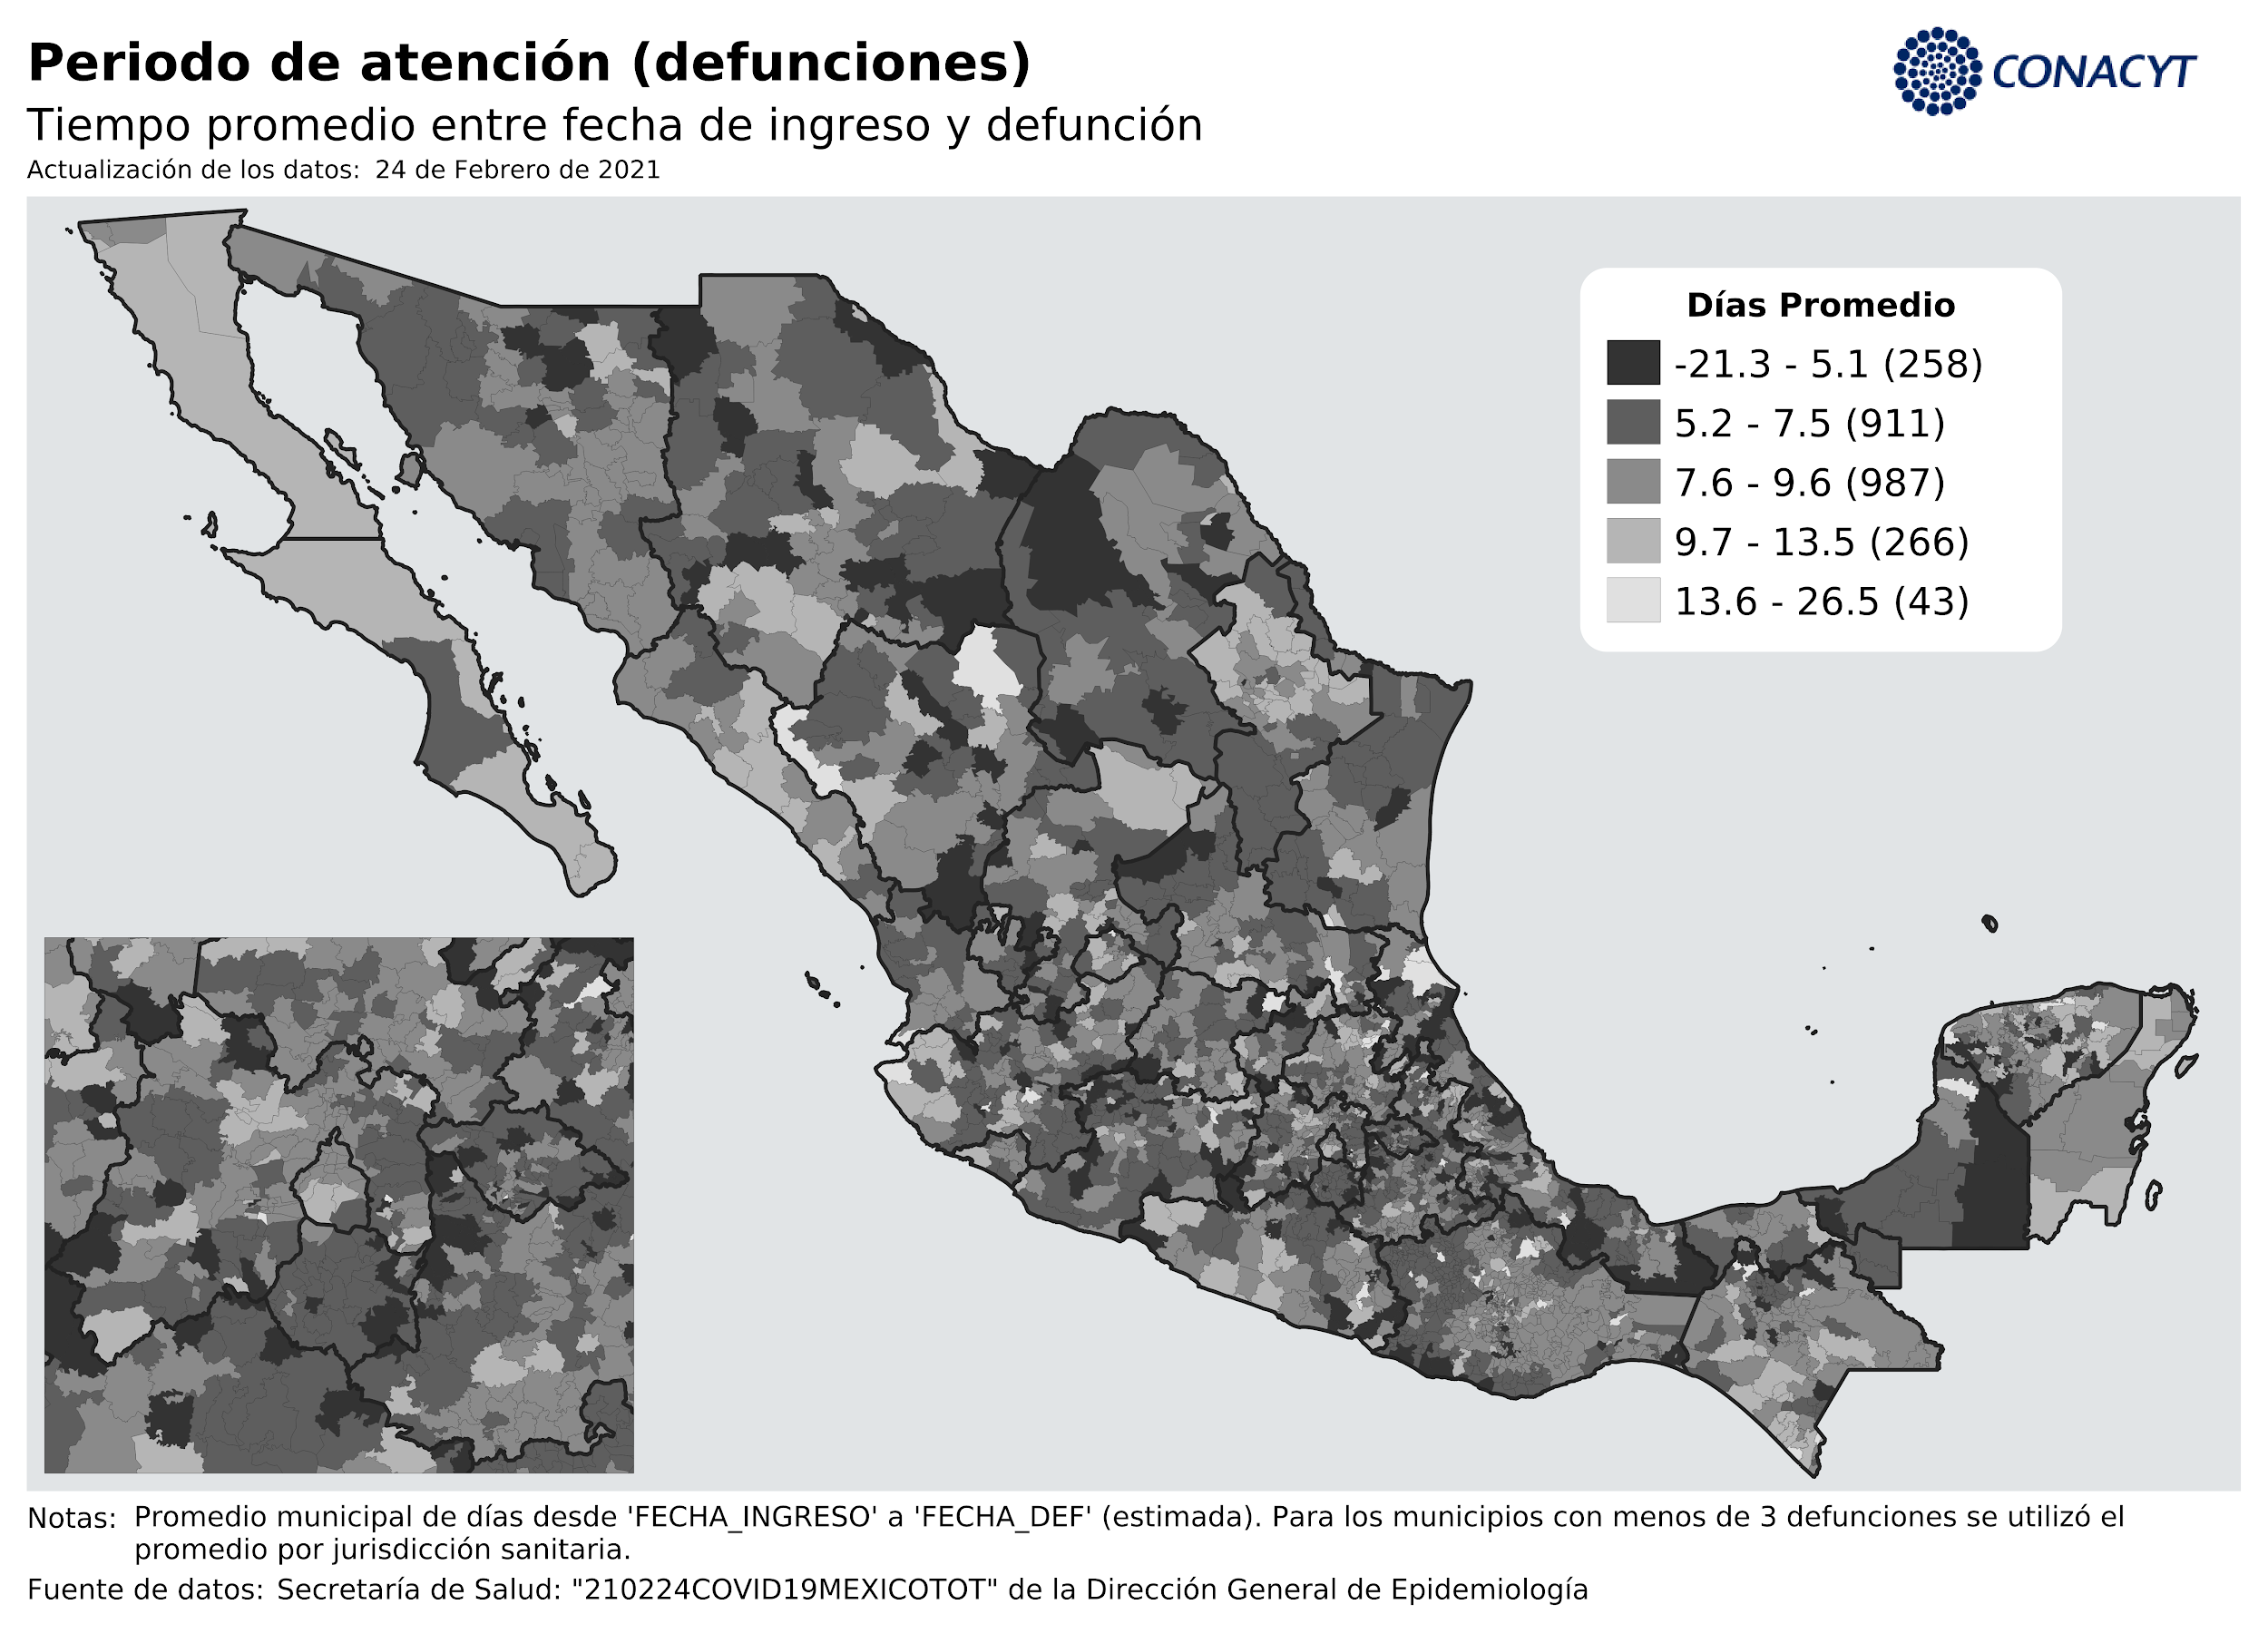 Periodo de atención (defunciones)
CONACYT
Tiempo promedio entre fecha de ingreso y defunción
Actualización de los datos: 24 de Febrero de 2021
Días Promedio
-21.3 - 5.1 (258)
5.2 - 7.5 (911)
7.6 - 9.6 (987)
9.7 - 13.5 (266)
13.6 - 26.5 (43)
Notas: Promedio municipal de días desde 'FECHA_INGRESO' a 'FECHA_DEF' (estimada). Para los municipios con menos de 3 defunciones se utilizó el
promedio por jurisdicción sanitaria.
Fuente de datos: Secretaría de Salud: "210224COVID19MEXICOTOT" de la Dirección General de Epidemiología